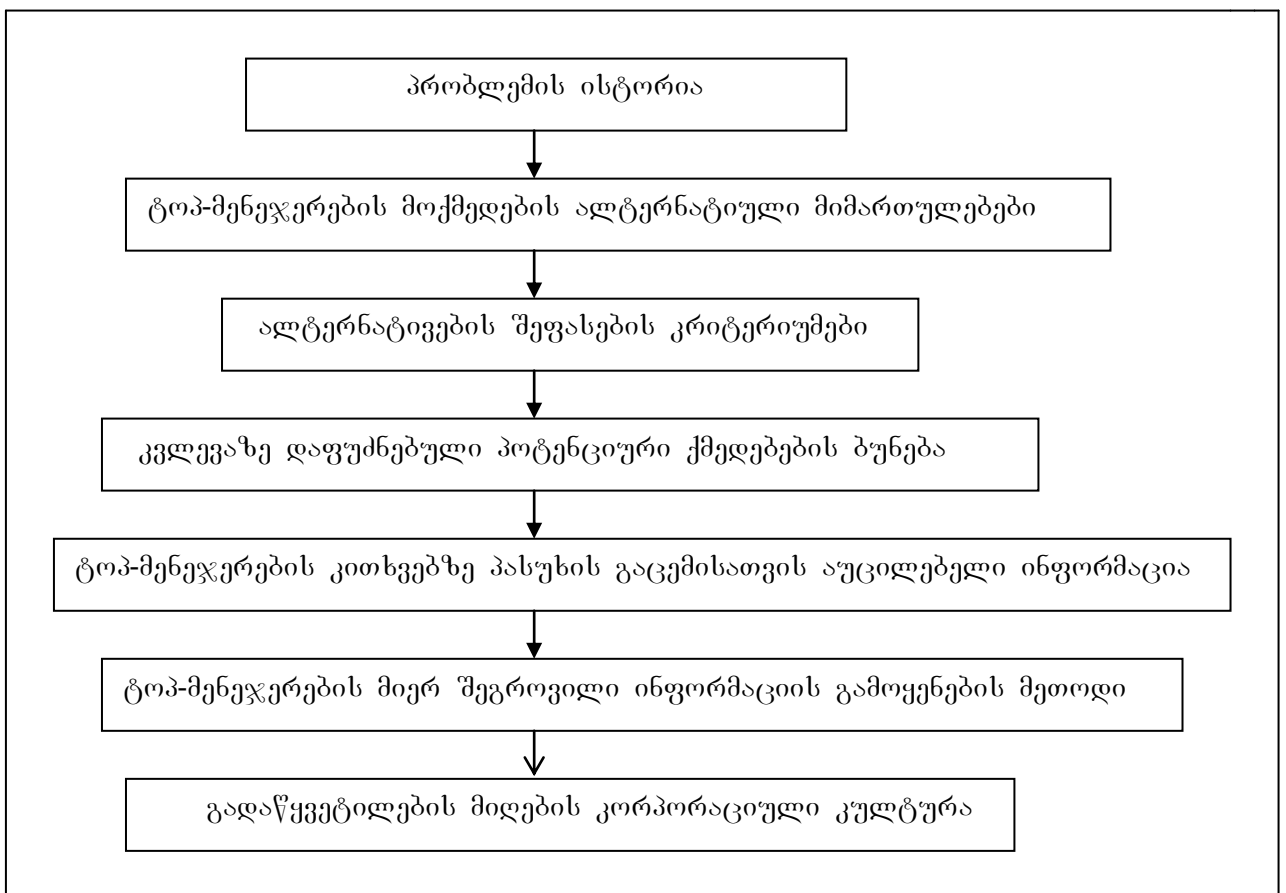 პრობლემის ისტორია
ტოპ-მენეჯერების მოქმედების ალტერნატიული მიმართულებები
ალტერნატივების შეფასების კრიტერიუმები
კვლევაზე დაფუძნებული პოტენციური ქმედებების ბუნება
ტოპ-მენეჯერების კითხვებზე პასუხის გაცემისათვის აუცილებელი ინფორმაცია
ტოპ-მენეჯერების მიერ შეგროვილი ინფორმაციის გამოყენების მეთოდი
გადაწყვეტილების მიღების კორპორაციული კულტურა